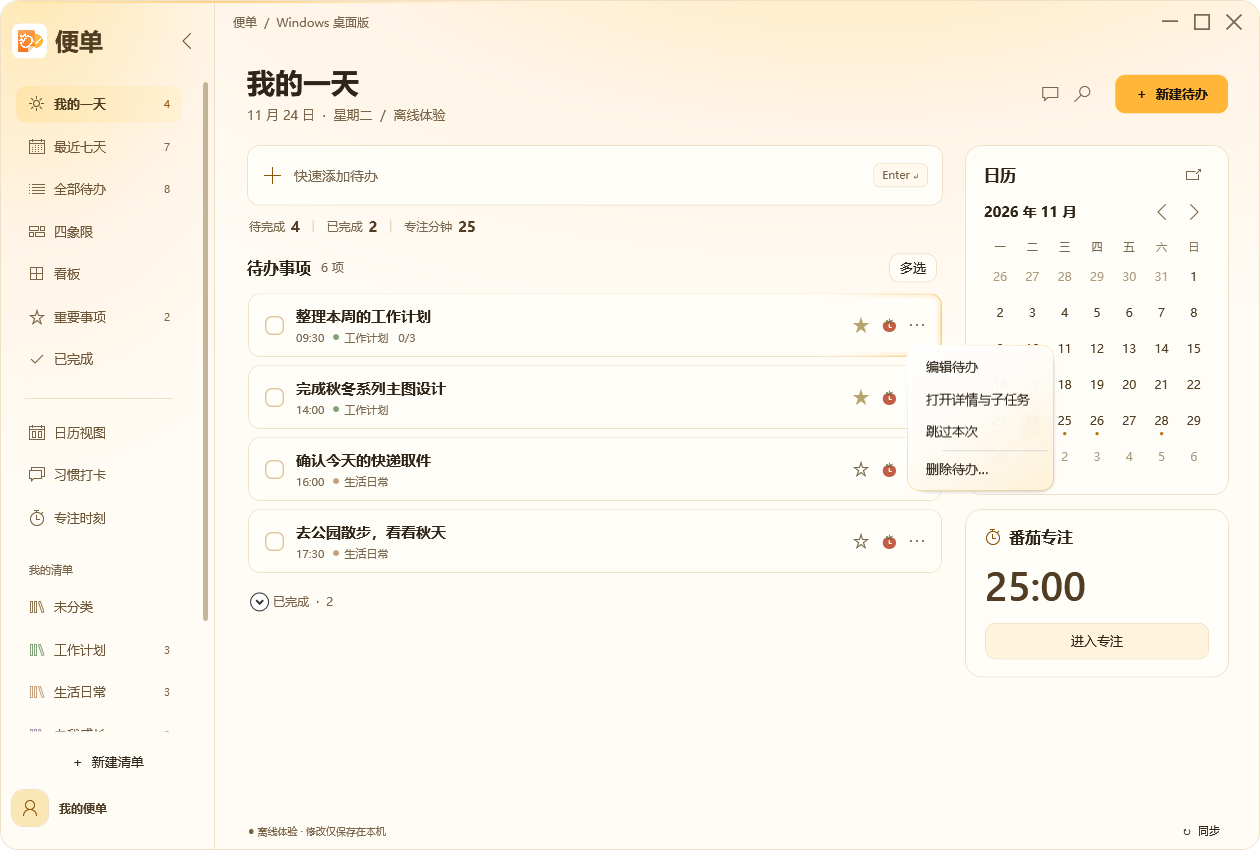 便单
我的一天 4
最近七天 7
全部待办 8
四象限
看板
重要事项 2
已完成
日历视图
习惯打卡
专注时刻
我的清单
未分类
工作计划 3
生活日常 3
+ 新建清单
我的便单
便单 / Windows 桌面版
我的一天
11 月 24 日 · 星期二 / 离线体验
+ 新建待办
快速添加待办
Enter ↲
待完成 4 | 已完成 2 | 专注分钟 25
待办事项 6 项
多选
整理本周的工作计划
09:30 工作计划 0/3
完成秋冬系列主图设计
14:00 工作计划
确认今天的快递取件
16:00 生活日常
去公园散步，看看秋天
17:30 生活日常
已完成 · 2
编辑待办
打开详情与子任务
跳过本次
删除待办...
日历
2026 年 11 月
一 二 三 四 五 六 日
26 27 28 29 30 31 1
2 3 4 5 6 7 8
11 12 13 14 15
18 19 20 21 22
25 26 27 28 29
2 3 4 5 6
番茄专注
25:00
进入专注
离线体验 · 修改仅保存在本机
↻ 同步